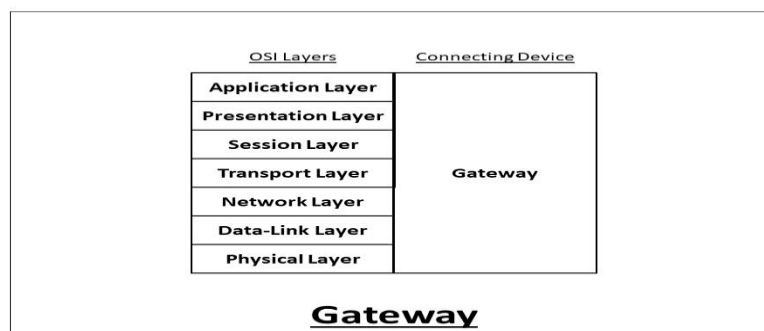 OSI Layers Connecting Device
Application Layer
Presentation Layer
Session Layer
Transport Layer Gateway
Network Layer
Data-Link Layer
Physical Layer
Gateway